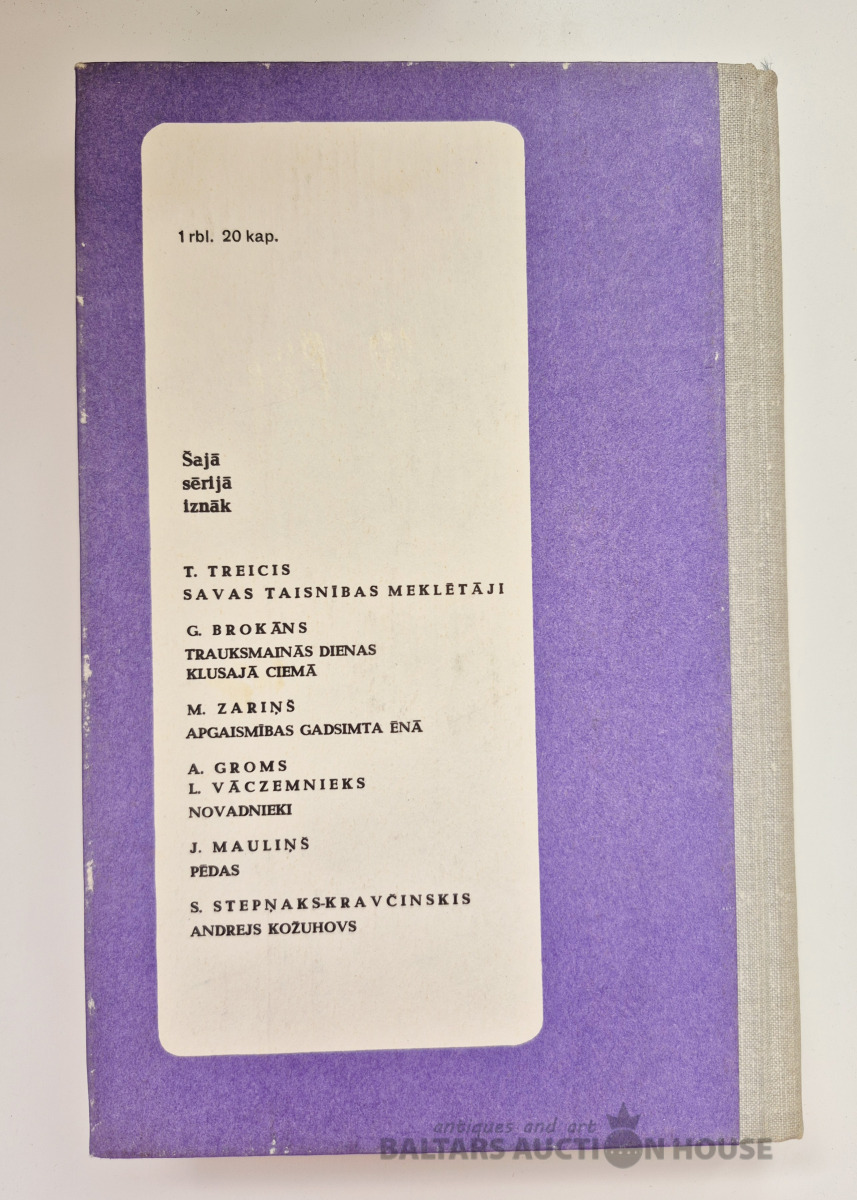 1 rbl. 20 kap.
Šajā
sērijā
iznāk
T. TREICIS
SAVAS TAISNĪBAS MEKLĒTĀJI
G. BROKĀNS
TRAUKSMAINĀS DIENAS
KLUSAJĀ CIEMĀ
M. ZARIŅŠ
APGAISMĪBAS GADSIMTA ĒNĀ
A. GROMS
L. VĀCZEMNIEKS
NOVADNIEKI
J. MAULIŅŠ
PĒDAS
S. STEPŅAKS-KRAVČINSKIS
ANDREJS KOŽUHOVS
antiques and art
BALTARS AUCTION HOUSE